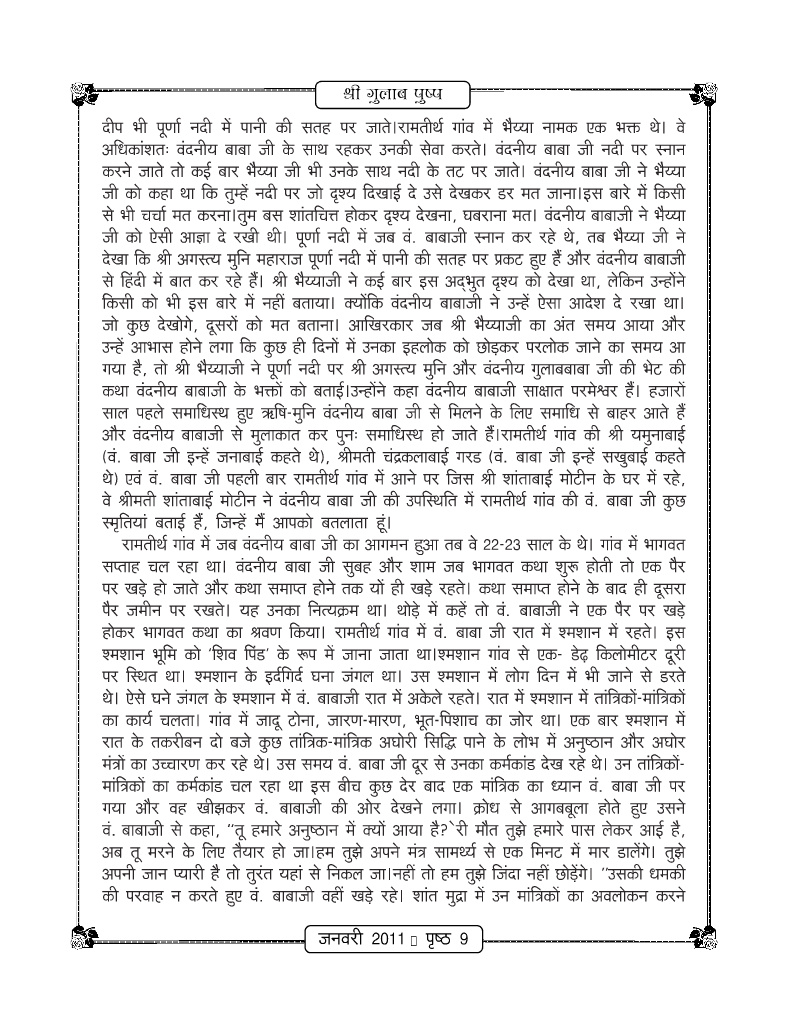 श्री गुलाब पुष्प
दीप भी पूर्णा नदी में पानी की सतह पर जाते।रामतीर्थ गांव में भैय्या नामक एक भक्त थे। वे
अधिकांशतः वंदनीय बाबा जी के साथ रहकर उनकी सेवा करते। वंदनीय बाबा जी नदी पर स्नान
करने जाते तो कई बार भैय्या जी भी उनके साथ नदी के तट पर जाते। वंदनीय बाबा जी ने भैय्या
जी को कहा था कि तुम्हें नदी पर जो दृश्य दिखाई दे उसे देखकर डर मत जाना।इस बारे में किसी
से भी चर्चा मत करना।तुम बस शांतचित्त होकर दृश्य देखना, घबराना मत। वंदनीय बाबाजी ने भैय्या
जी को ऐसी आज्ञा दे रखी थी। पूर्णा नदी में जब वं. बाबाजी स्नान कर रहे थे, तब भैय्या जी ने
देखा कि श्री अगस्त्य मुनि महाराज पूर्णा नदी में पानी की सतह पर प्रकट हुए हैं और वंदनीय बाबाजी
से हिंदी में बात कर रहे हैं। श्री भैय्याजी ने कई बार इस अद्भुत दृश्य को देखा था, लेकिन उन्होंने
किसी को भी इस बारे में नहीं बताया। क्योंकि वंदनीय बाबाजी ने उन्हें ऐसा आदेश दे रखा था।
जो कुछ देखोगे, दूसरों को मत बताना। आखिरकार जब श्री भैय्याजी का अंत समय आया और
उन्हें आभास होने लगा कि कुछ ही दिनों में उनका इहलोक को छोड़कर परलोक जाने का समय आ
गया है, तो श्री भैय्याजी ने पूर्णा नदी पर श्री अगस्त्य मुनि और वंदनीय गुलाबबाबा जी की भेट की
कथा वंदनीय बाबाजी के भक्तों को बताई।उन्होंने कहा वंदनीय बाबाजी साक्षात परमेश्वर हैं। हजारों
साल पहले समाधिस्थ हुए ऋषि-मुनि वंदनीय बाबा जी से मिलने के लिए समाधि से बाहर आते हैं
और वंदनीय बाबाजी से मुलाकात कर पुनः समाधिस्थ हो जाते हैं।रामतीर्थ गांव की श्री यमुनाबाई
(वं. बाबा जी इन्हें जनाबाई कहते थे), श्रीमती चंद्रकलाबाई गरड (वं. बाबा जी इन्हें सखुबाई कहते
थे) एवं वं. बाबा जी पहली बार रामतीर्थ गांव में आने पर जिस श्री शांताबाई मोटीन के घर में रहे,
वे श्रीमती शांताबाई मोटीन ने वंदनीय बाबा जी की उपस्थिति में रामतीर्थ गांव की वं. बाबा जी कुछ
स्मृतियां बताई हैं, जिन्हें मैं आपको बतलाता हूं।
रामतीर्थ गांव में जब वंदनीय बाबा जी का आगमन हुआ तब वे 22-23 साल के थे। गांव में भागवत
सप्ताह चल रहा था। वंदनीय बाबा जी सुबह और शाम जब भागवत कथा शुरू होती तो एक पैर
पर खड़े हो जाते और कथा समाप्त होने तक यों ही खड़े रहते। कथा समाप्त होने के बाद ही दूसरा
पैर जमीन पर रखते। यह उनका नित्यक्रम था। थोड़े में कहें तो वं. बाबाजी ने एक पैर पर खड़े
होकर भागवत कथा का श्रवण किया। रामतीर्थ गांव में वं. बाबा जी रात में श्मशान में रहते। इस
श्मशान भूमि को 'शिव पिंड' के रूप में जाना जाता था।श्मशान गांव से एक- डेढ़ किलोमीटर दूरी
पर स्थित था। श्मशान के इर्दगिर्द घना जंगल था। उस श्मशान में लोग दिन में भी जाने से डरते
थे। ऐसे घने जंगल के श्मशान में वं. बाबाजी रात में अकेले रहते। रात में श्मशान में तांत्रिकों-मांत्रिकों
का कार्य चलता। गांव में जादू टोना, जारण-मारण, भूत-पिशाच का जोर था। एक बार श्मशान में
रात के तकरीबन दो बजे कुछ तांत्रिक-मांत्रिक अघोरी सिद्धि पाने के लोभ में अनुष्ठान और अघोर
मंत्रों का उच्चारण कर रहे थे। उस समय वं. बाबा जी दूर से उनका कर्मकांड देख रहे थे। उन तांत्रिकों-
मांत्रिकों का कर्मकांड चल रहा था इस बीच कुछ देर बाद एक मांत्रिक का ध्यान वं. बाबा जी पर
गया और वह खीझकर वं. बाबाजी की ओर देखने लगा। क्रोध से आगबबूला होते हुए उसने
वं. बाबाजी से कहा, ''तू हमारे अनुष्ठान में क्यों आया है?`री मौत तुझे हमारे पास लेकर आई है,
अब तू मरने के लिए तैयार हो जा।हम तुझे अपने मंत्र सामर्थ्य से एक मिनट में मार डालेंगे। तुझे
अपनी जान प्यारी है तो तुरंत यहां से निकल जा।नहीं तो हम तुझे जिंदा नहीं छोड़ेंगे। ''उसकी धमकी
की परवाह न करते हुए वं. बाबाजी वहीं खड़े रहे। शांत मुद्रा में उन मांत्रिकों का अवलोकन करने
जनवरी 2011 □ पृष्ठ 9